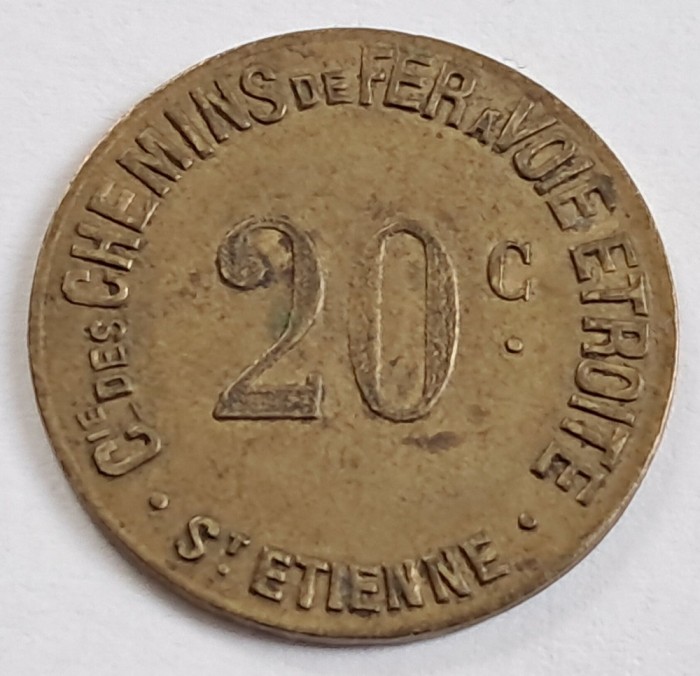 CIE DES CHEMINS DE FER A VOIE ETROITE
20 C.
• ST ETIENNE •